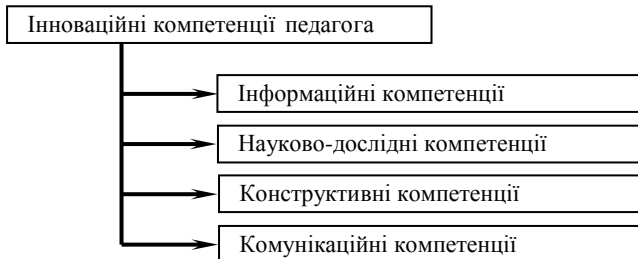 Інноваційні компетенції педагога
Інформаційні компетенції
Науково-дослідні компетенції
Конструктивні компетенції
Комунікаційні компетенції